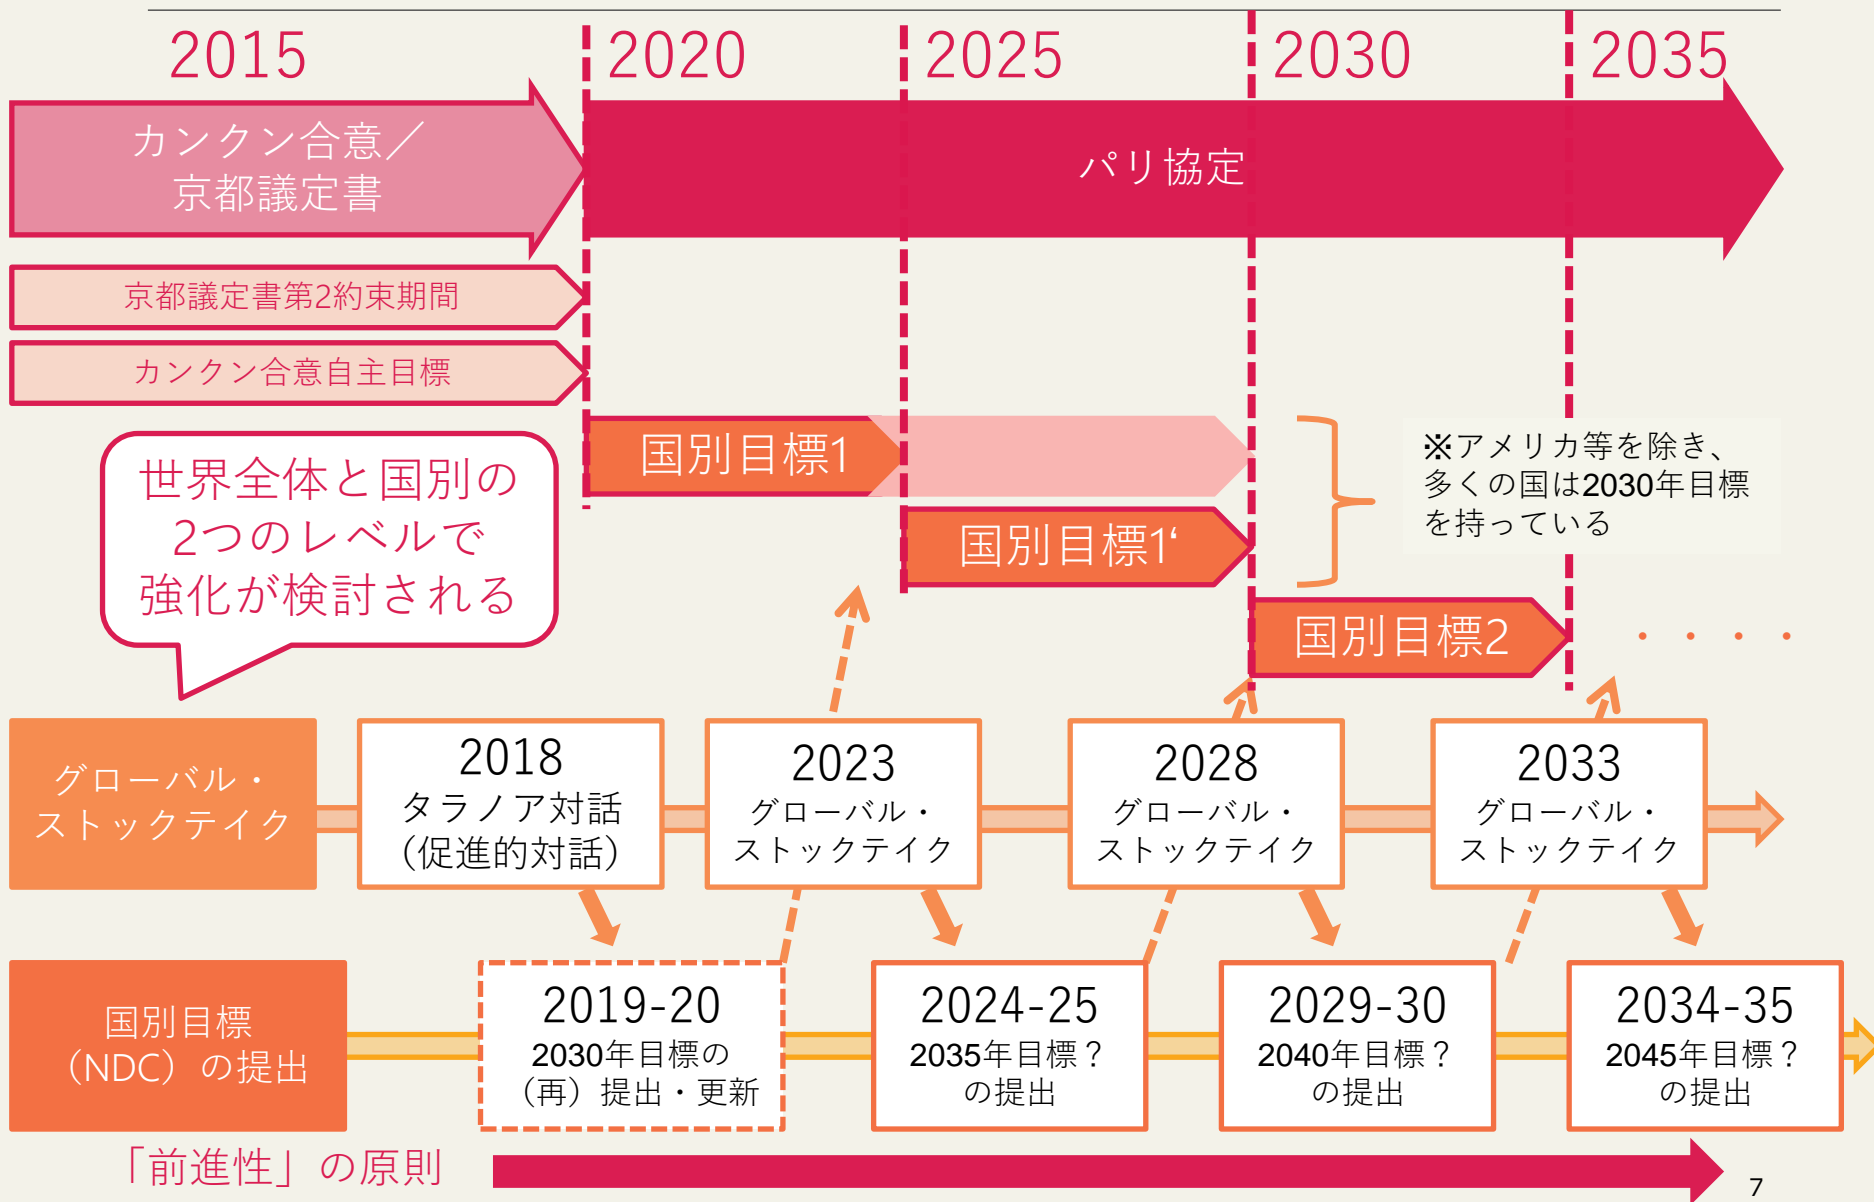 2015
2020
2025
2030
2035
カンクン合意／
京都議定書
パリ協定
京都議定書第2約束期間
カンクン合意自主目標
国別目標1
※アメリカ等を除き、
多くの国は2030年目標
を持っている
世界全体と国別の
2つのレベルで
強化が検討される
国別目標1‘
国別目標2
・・・・
グローバル・
ストックテイク
2018
タラノア対話
（促進的対話）
2023
グローバル・
ストックテイク
2028
グローバル・
ストックテイク
2033
グローバル・
ストックテイク
国別目標
（NDC）の提出
2019-20
2030年目標の
（再）提出・更新
2024-25
2035年目標？
の提出
2029-30
2040年目標？
の提出
2034-35
2045年目標？
の提出
「前進性」の原則
7